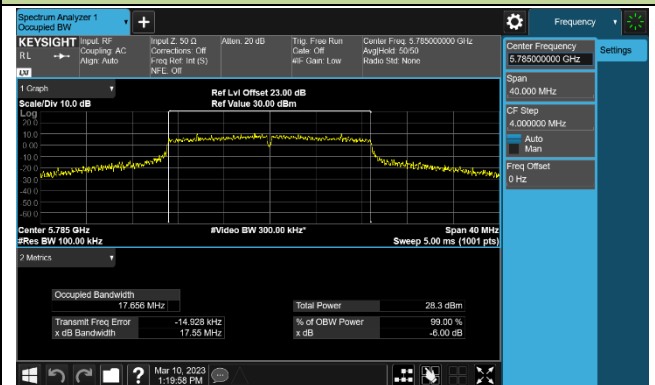 Spectrum Analyzer 1
Occupied BW
+
Frequency
KEYSIGHT
RL
LXI
Input: RF
Coupling: AC
Align: Auto
Input Z: 50 Ω
Corrections: Off
Freq Ref: Int (S)
NFE: Off
Atten: 20 dB
Trig: Free Run
Gate: Off
#IF Gain: Low
Center Freq: 5.785000000 GHz
Avg|Hold: 50/50
Radio Std: None
Center Frequency
5.785000000 GHz
Settings
Span
40.000 MHz
CF Step
4.000000 MHz
Auto
Man
Freq Offset
0 Hz
1 Graph
Scale/Div 10.0 dB
Ref Lvl Offset 23.00 dB
Ref Value 30.00 dBm
Log
20.0
10.0
0.00
-10.0
-20.0
-30.0
-40.0
-50.0
-60.0
Center 5.785 GHz
#Video BW 300.00 kHz*
Span 40 MHz
#Res BW 100.00 kHz
Sweep 5.00 ms (1001 pts)
2 Metrics
Occupied Bandwidth
17.656 MHz
Total Power
28.3 dBm
Transmit Freq Error
-14.928 kHz
% of OBW Power
99.00 %
x dB Bandwidth
17.55 MHz
x dB
-6.00 dB
?
Mar 10, 2023
1:19:58 PM